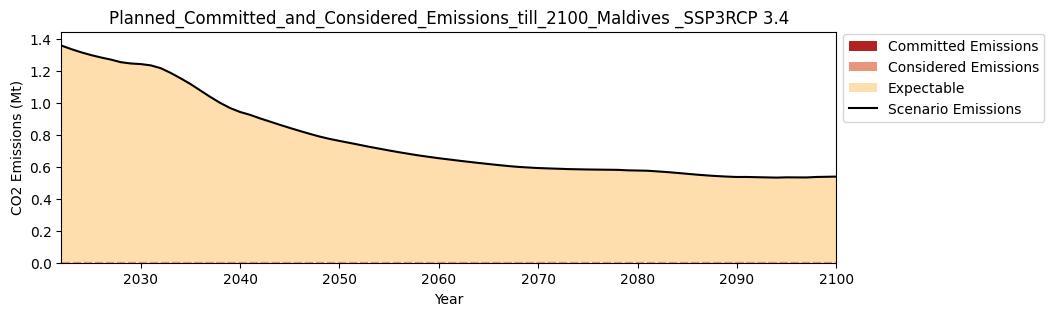 Planned_Committed_and_Considered_Emissions_till_2100_Maldives _SSP3RCP 3.4
1.4
1.2
1.0
0.8
0.6
0.4
0.2
0.0
CO2 Emissions (Mt)
2030
2040
2050
2060
2070
2080
2090
2100
Year
Committed Emissions
Considered Emissions
Expectable
Scenario Emissions